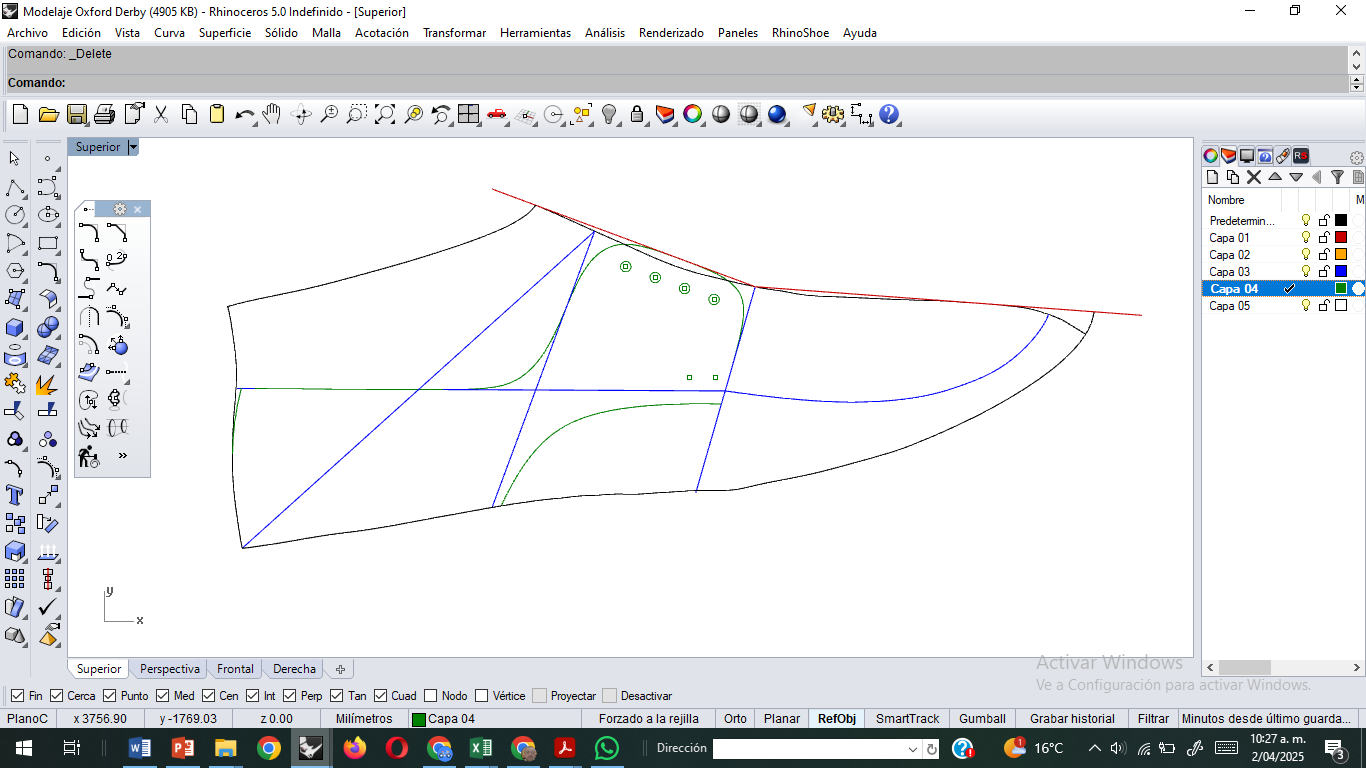 Modelaje Oxford Derby (4905 KB) - Rhinoceros 5.0 Indefinido - [Superior]
Archivo Edición Vista Curva Superficie Sólido Malla Acotación Transformar Herramientas Análisis Renderizado Paneles RhinoShoe Ayuda
Comando: _Delete
Comando:
Superior
Nombre M
Predetermin...
Capa 01
Capa 02
Capa 03
Capa 04
Capa 05
y
x
Superior Perspectiva Frontal Derecha
Activar Windows
Ve a Configuración para activar Windows.
Fin Cerca Punto Med Cen Int Perp Tan Cuad Nodo Vértice Proyectar Desactivar
PlanoC x 3756.90 y -1769.03 z 0.00 Milímetros Capa 04 Forzado a la rejilla Orto Planar RefObj SmartTrack Gumball Grabar historial Filtrar Minutos desde último guarda...
Dirección 16°C 10:27 a. m.
2/04/2025 3